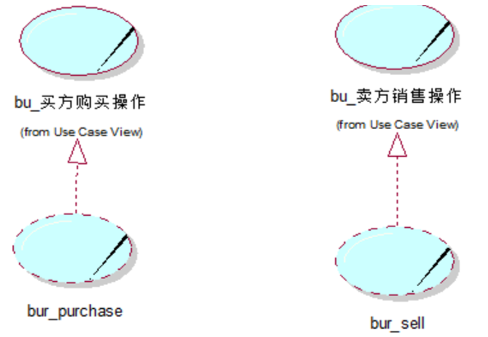 bu_买方购买操作
(from Use Case View)
bu_卖方销售操作
(from Use Case View)
bur_purchase
bur_sell